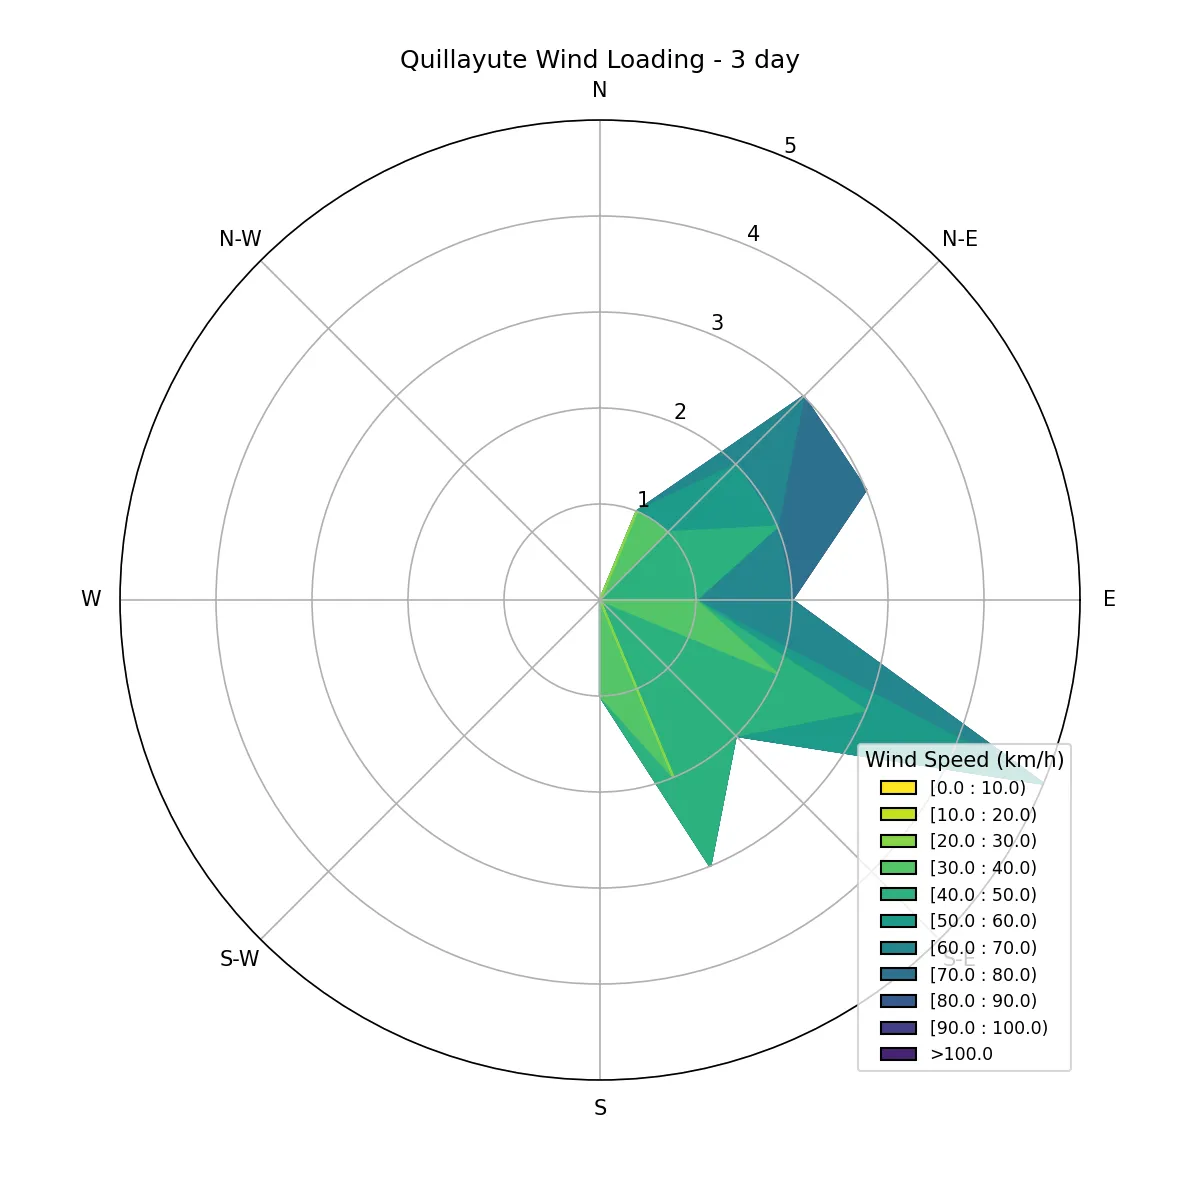 Quillayute Wind Loading - 3 day
N
5
N-W
4
N-E
3
2
1
W
E
Wind Speed (km/h)
[0.0 : 10.0)
[10.0 : 20.0)
[20.0 : 30.0)
[30.0 : 40.0)
[40.0 : 50.0)
[50.0 : 60.0)
[60.0 : 70.0)
[70.0 : 80.0)
[80.0 : 90.0)
[90.0 : 100.0)
>100.0
S-W
S-E
S